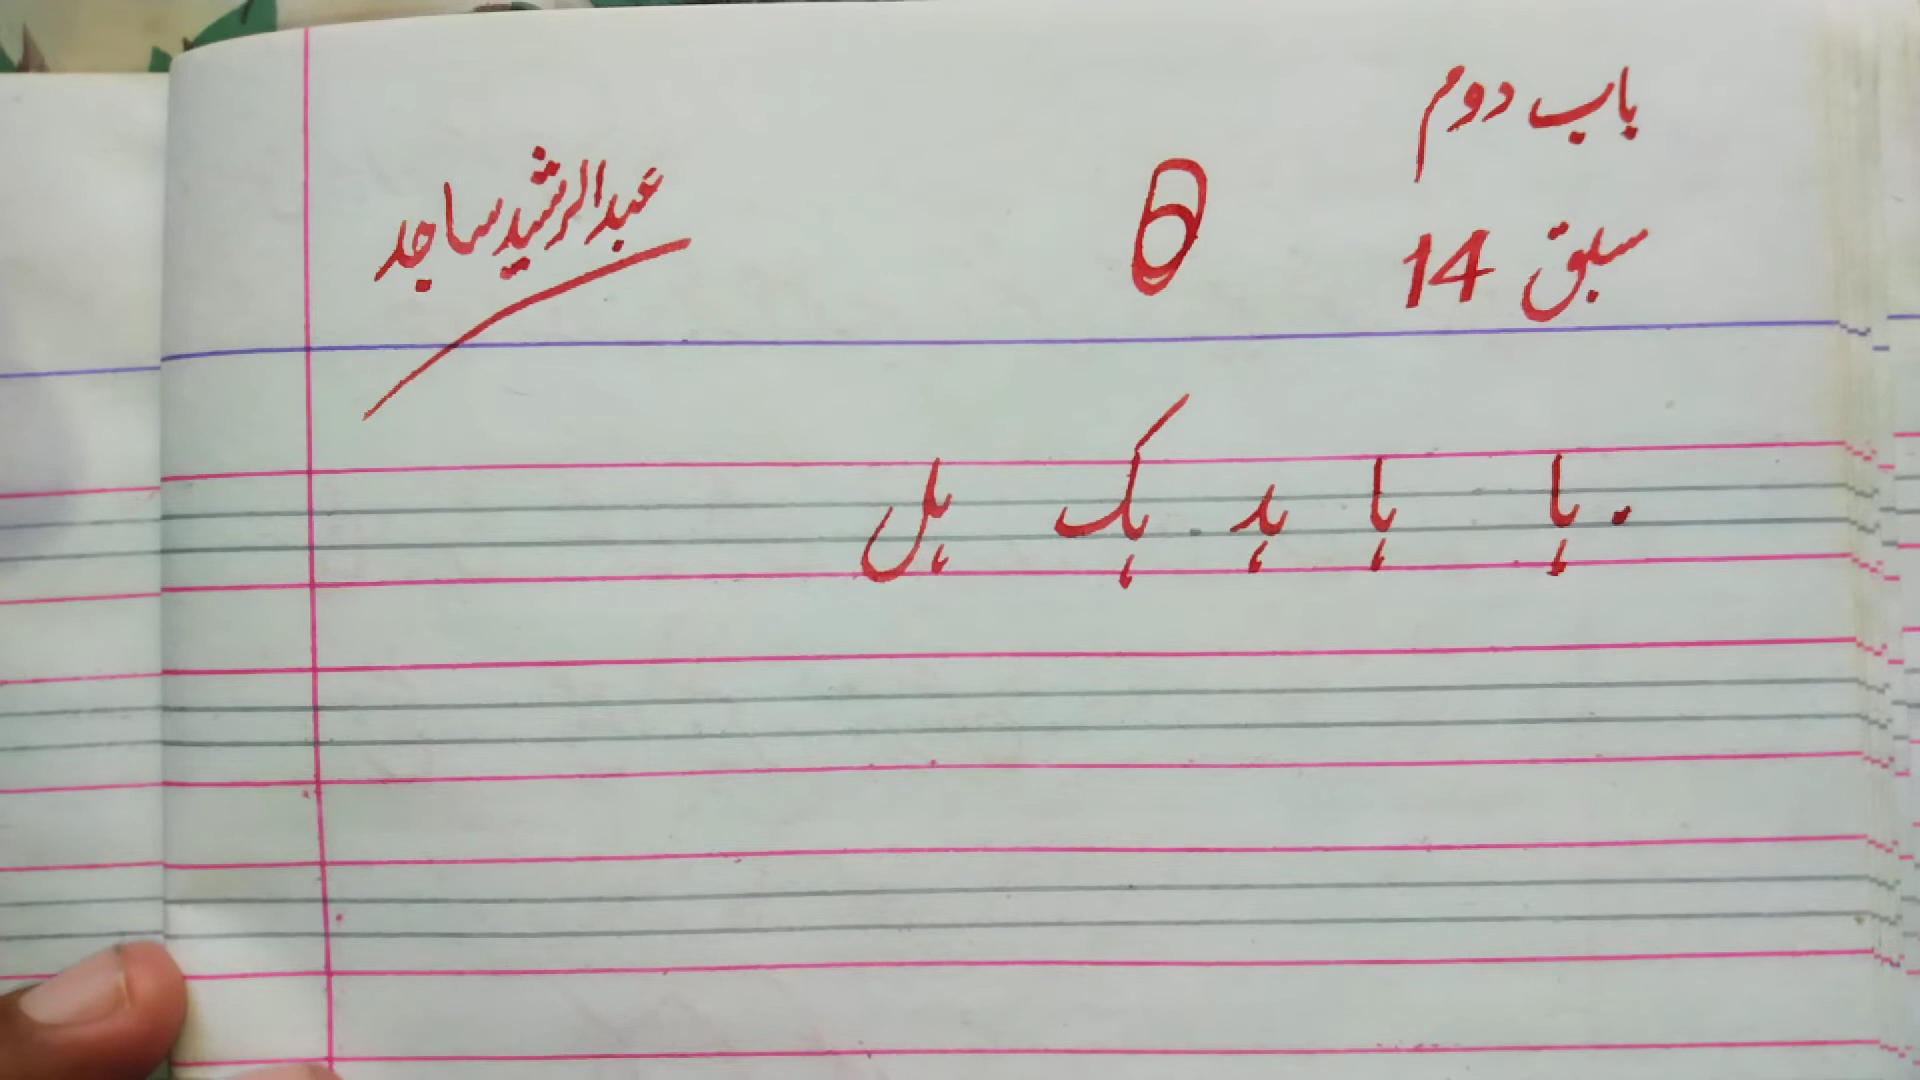 باب دوم
سبق 14
ہ
عبدالرشید ساجد
ہا ہا ہد ہک ہل